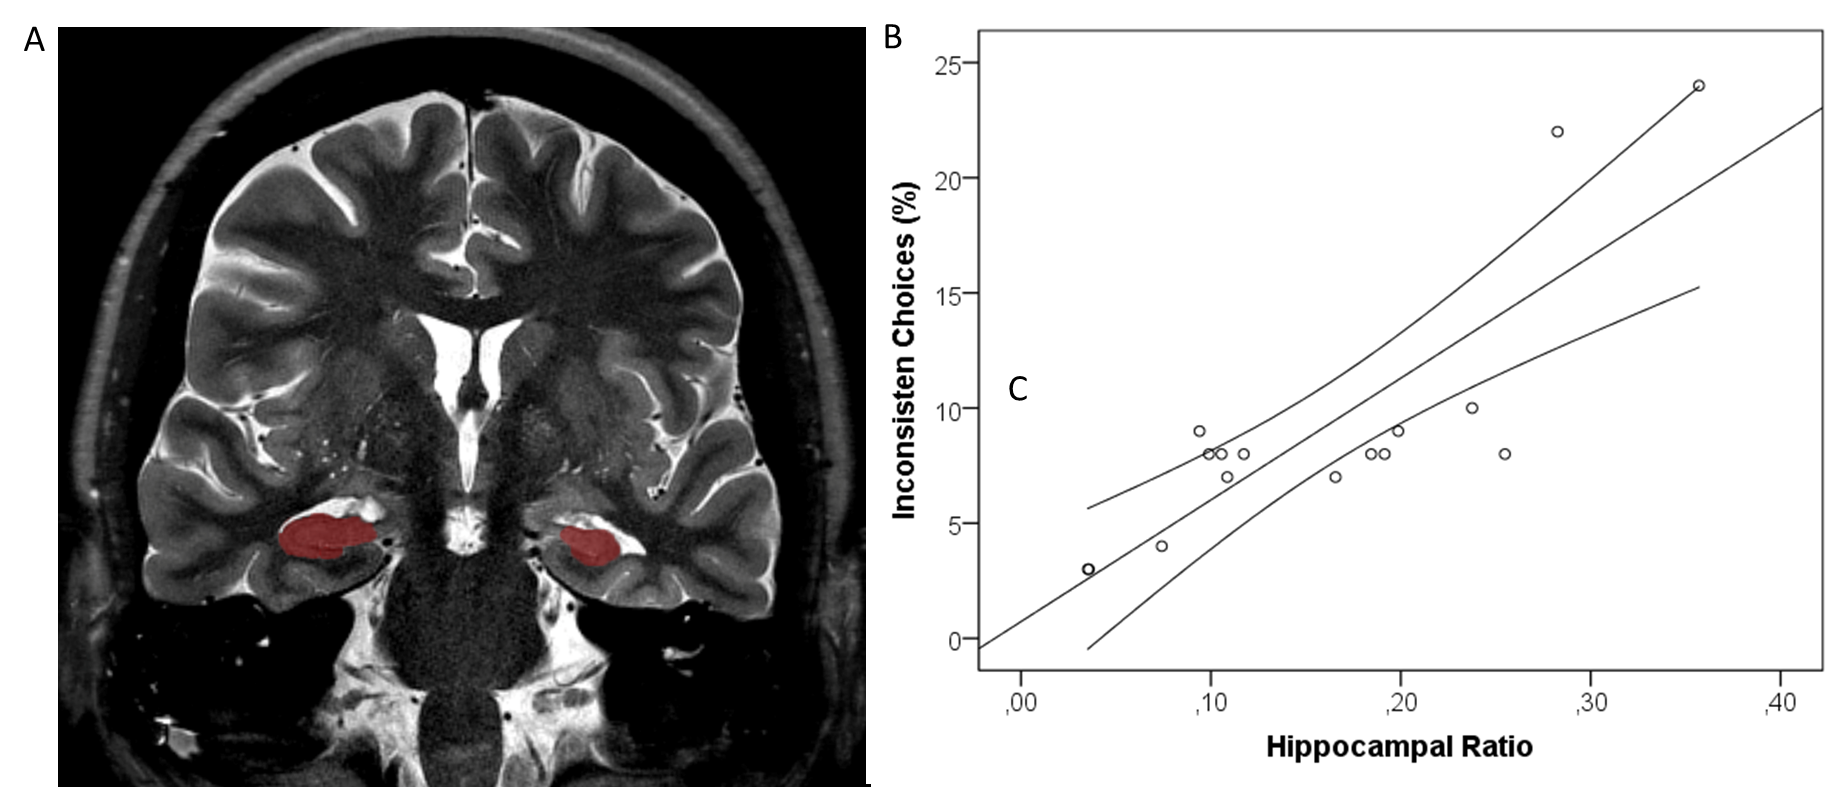 A
B
25
20
15
10
5
0
Inconsisten Choices (%)
C
,00
,10
,20
,30
,40
Hippocampal Ratio